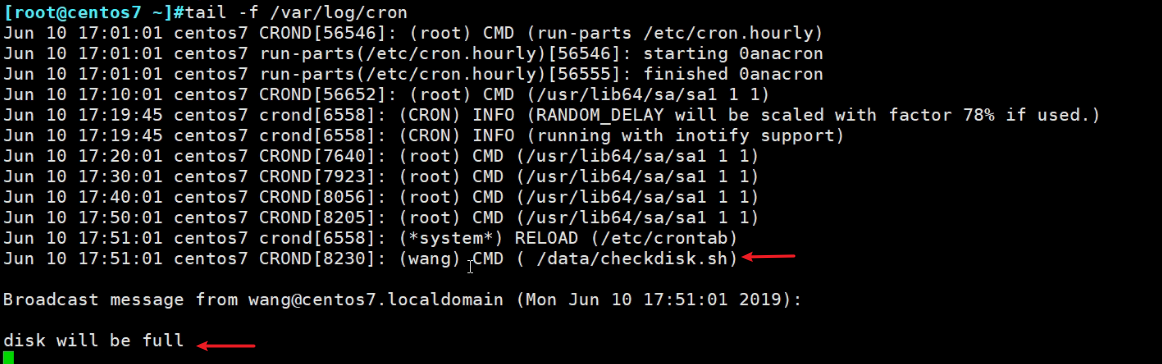 [root@centos7 ~]#tail -f /var/log/cron
Jun 10 17:01:01 centos7 CROND[56546]: (root) CMD (run-parts /etc/cron.hourly)
Jun 10 17:01:01 centos7 run-parts(/etc/cron.hourly)[56546]: starting 0anacron
Jun 10 17:01:01 centos7 run-parts(/etc/cron.hourly)[56555]: finished 0anacron
Jun 10 17:10:01 centos7 CROND[56652]: (root) CMD (/usr/lib64/sa/sa1 1 1)
Jun 10 17:19:45 centos7 crond[6558]: (CRON) INFO (RANDOM_DELAY will be scaled with factor 78% if used.)
Jun 10 17:19:45 centos7 crond[6558]: (CRON) INFO (running with inotify support)
Jun 10 17:20:01 centos7 CROND[7640]: (root) CMD (/usr/lib64/sa/sa1 1 1)
Jun 10 17:30:01 centos7 CROND[7923]: (root) CMD (/usr/lib64/sa/sa1 1 1)
Jun 10 17:40:01 centos7 CROND[8056]: (root) CMD (/usr/lib64/sa/sa1 1 1)
Jun 10 17:50:01 centos7 CROND[8205]: (root) CMD (/usr/lib64/sa/sa1 1 1)
Jun 10 17:51:01 centos7 crond[6558]: (*system*) RELOAD (/etc/crontab)
Jun 10 17:51:01 centos7 CROND[8230]: (wang) CMD ( /data/checkdisk.sh)
Broadcast message from wang@centos7.localdomain (Mon Jun 10 17:51:01 2019):
disk will be full